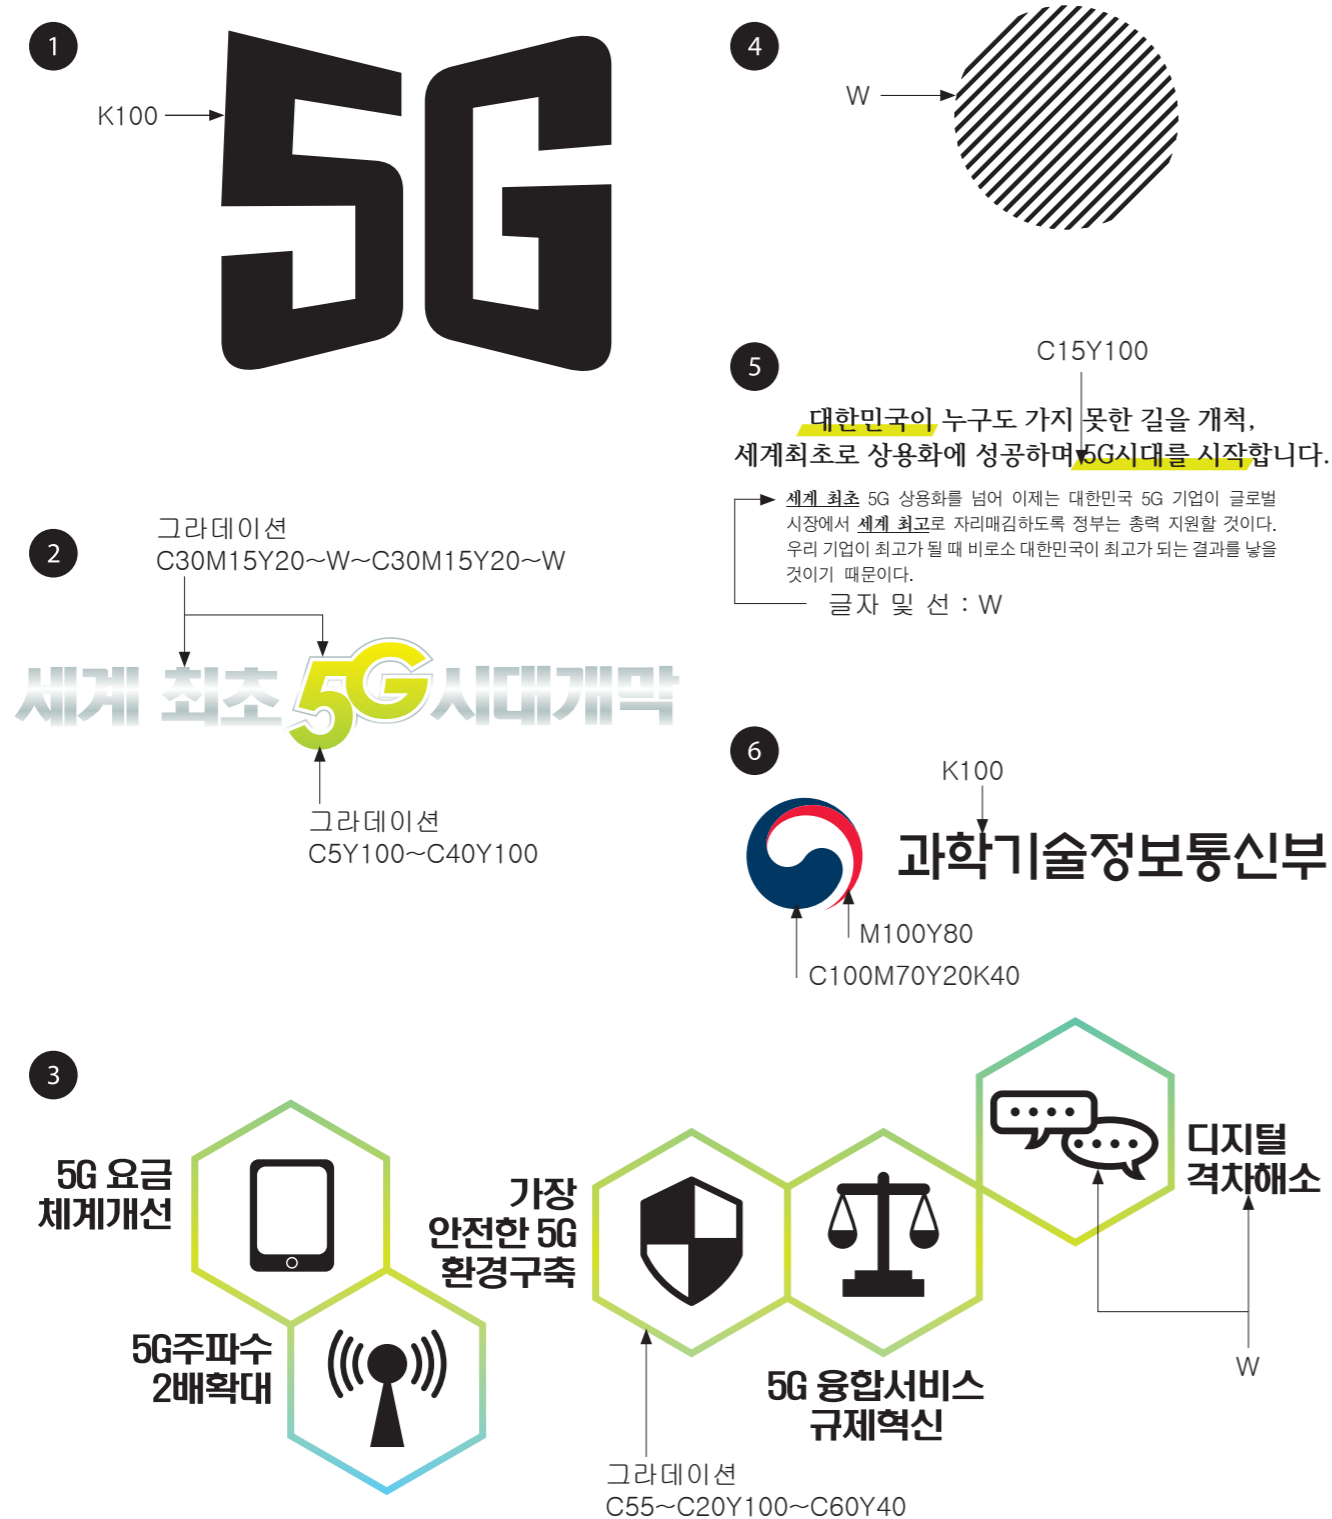 1
K100
5G
2
그라데이션
C30M15Y20~W~C30M15Y20~W
세계 최초 5G시대개막
그라데이션
C5Y100~C40Y100
4
W
5
C15Y100
대한민국이 누구도 가지 못한 길을 개척,
세계최초로 상용화에 성공하며 5G시대를 시작합니다.
세계 최초 5G 상용화를 넘어 이제는 대한민국 5G 기업이 글로벌
시장에서 세계 최고로 자리매김하도록 정부는 총력 지원할 것이다.
우리 기업이 최고가 될 때 비로소 대한민국이 최고가 되는 결과를 낳을
것이기 때문이다.
글자 및 선 : W
6
K100
과학기술정보통신부
M100Y80
C100M70Y20K40
3
5G 요금
체계개선
5G주파수
2배확대
가장
안전한 5G
환경구축
5G 융합서비스
규제혁신
디지털
격차해소
W
그라데이션
C55~C20Y100~C60Y40